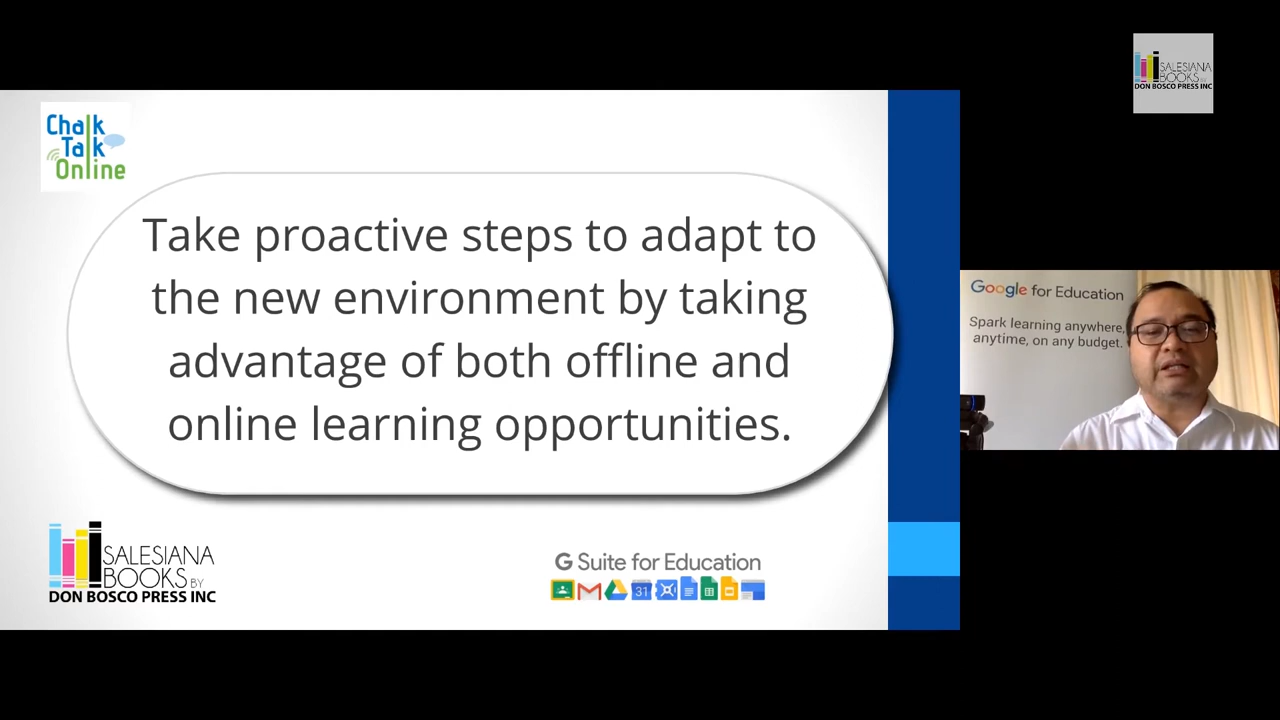 Chalk
Talk
Online
Take proactive steps to adapt to
the new environment by taking
advantage of both offline and
online learning opportunities.
SALESIANA
BOOKS BY
DON BOSCO PRESS INC
G Suite for Education
31
SALESIANA
BOOKS BY
DON BOSCO PRESS INC
Google for Education
Spark learning anywhere,
anytime, on any budget.